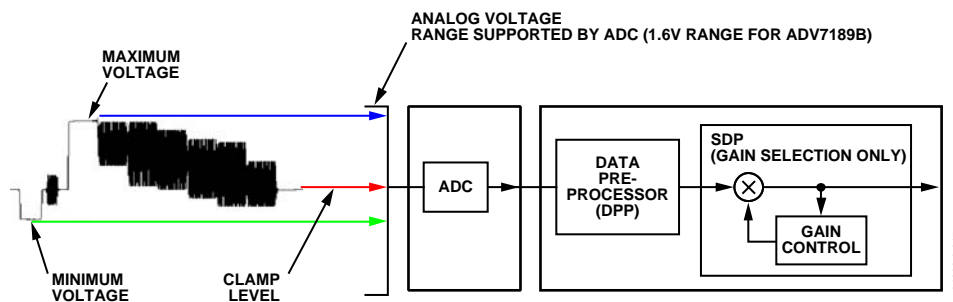 ANALOG VOLTAGE
RANGE SUPPORTED BY ADC (1.6V RANGE FOR ADV7189B)
MAXIMUM
VOLTAGE
SDP
(GAIN SELECTION ONLY)
DATA
PRE-
PROCESSOR
(DPP)
ADC
GAIN
CONTROL
MINIMUM
VOLTAGE
CLAMP
LEVEL